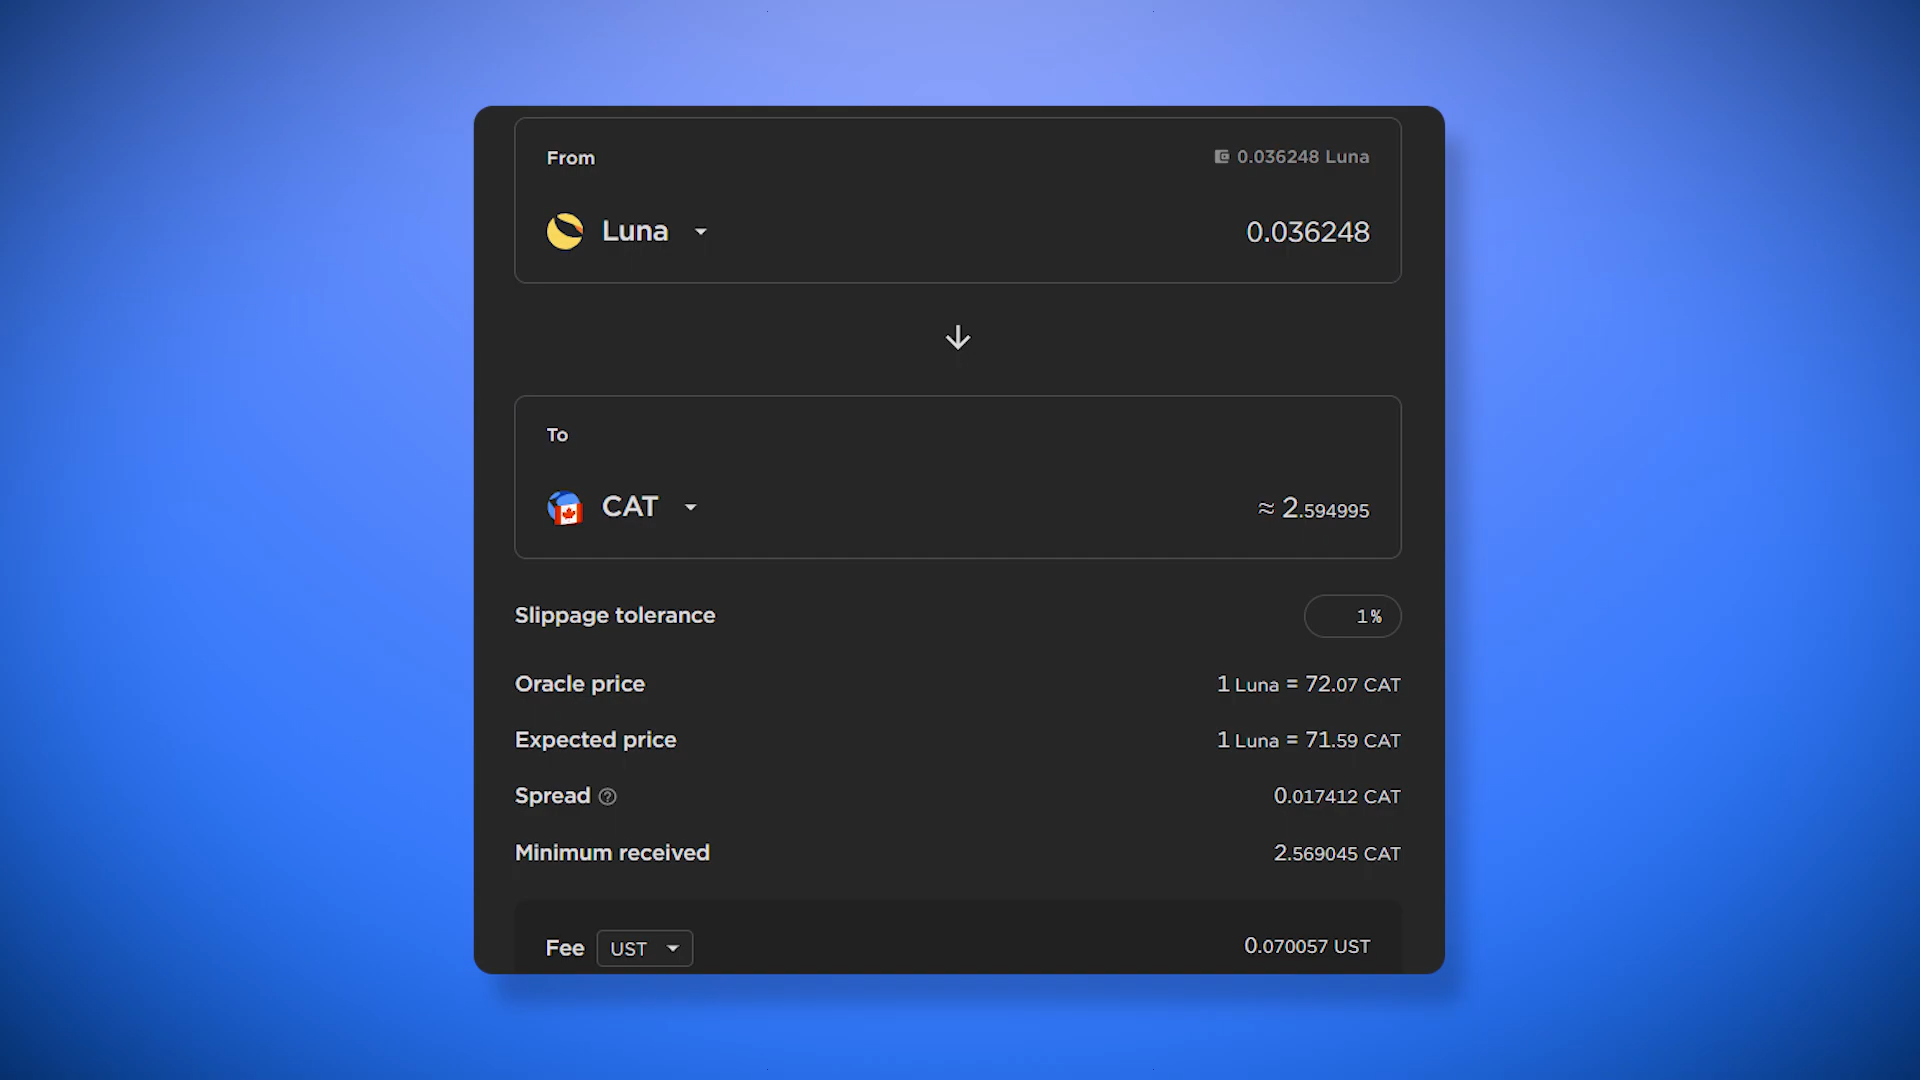 From 0.036248 Luna
Luna 0.036248
To
CAT ≈ 2.594995
Slippage tolerance 1%
Oracle price 1 Luna = 72.07 CAT
Expected price 1 Luna = 71.59 CAT
Spread ? 0.017412 CAT
Minimum received 2.569045 CAT
Fee UST 0.070057 UST